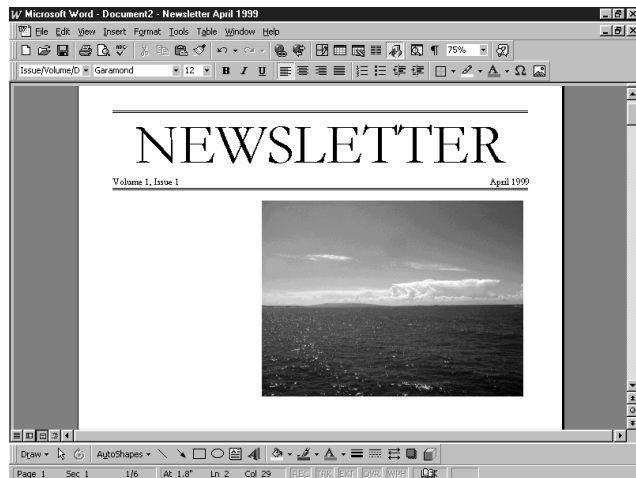 Microsoft Word - Document2 - Newsletter April 1999
File Edit View Insert Format Tools Table Window Help
75%
Issue/Volume/D Garamond 12 B I U
NEWSLETTER
Volume 1, Issue 1 April 1999
Draw AutoShapes
Page 1 Sec 1 1/6 At 1.8" Ln 2 Col 29 REC TRK EXT OVR WPH